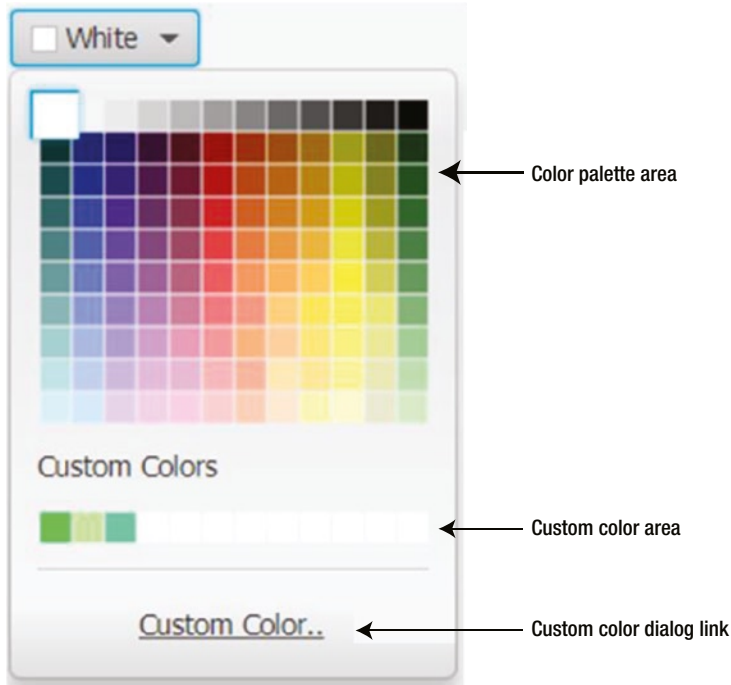 White
Color palette area
Custom Colors
Custom color area
Custom Color..
Custom color dialog link